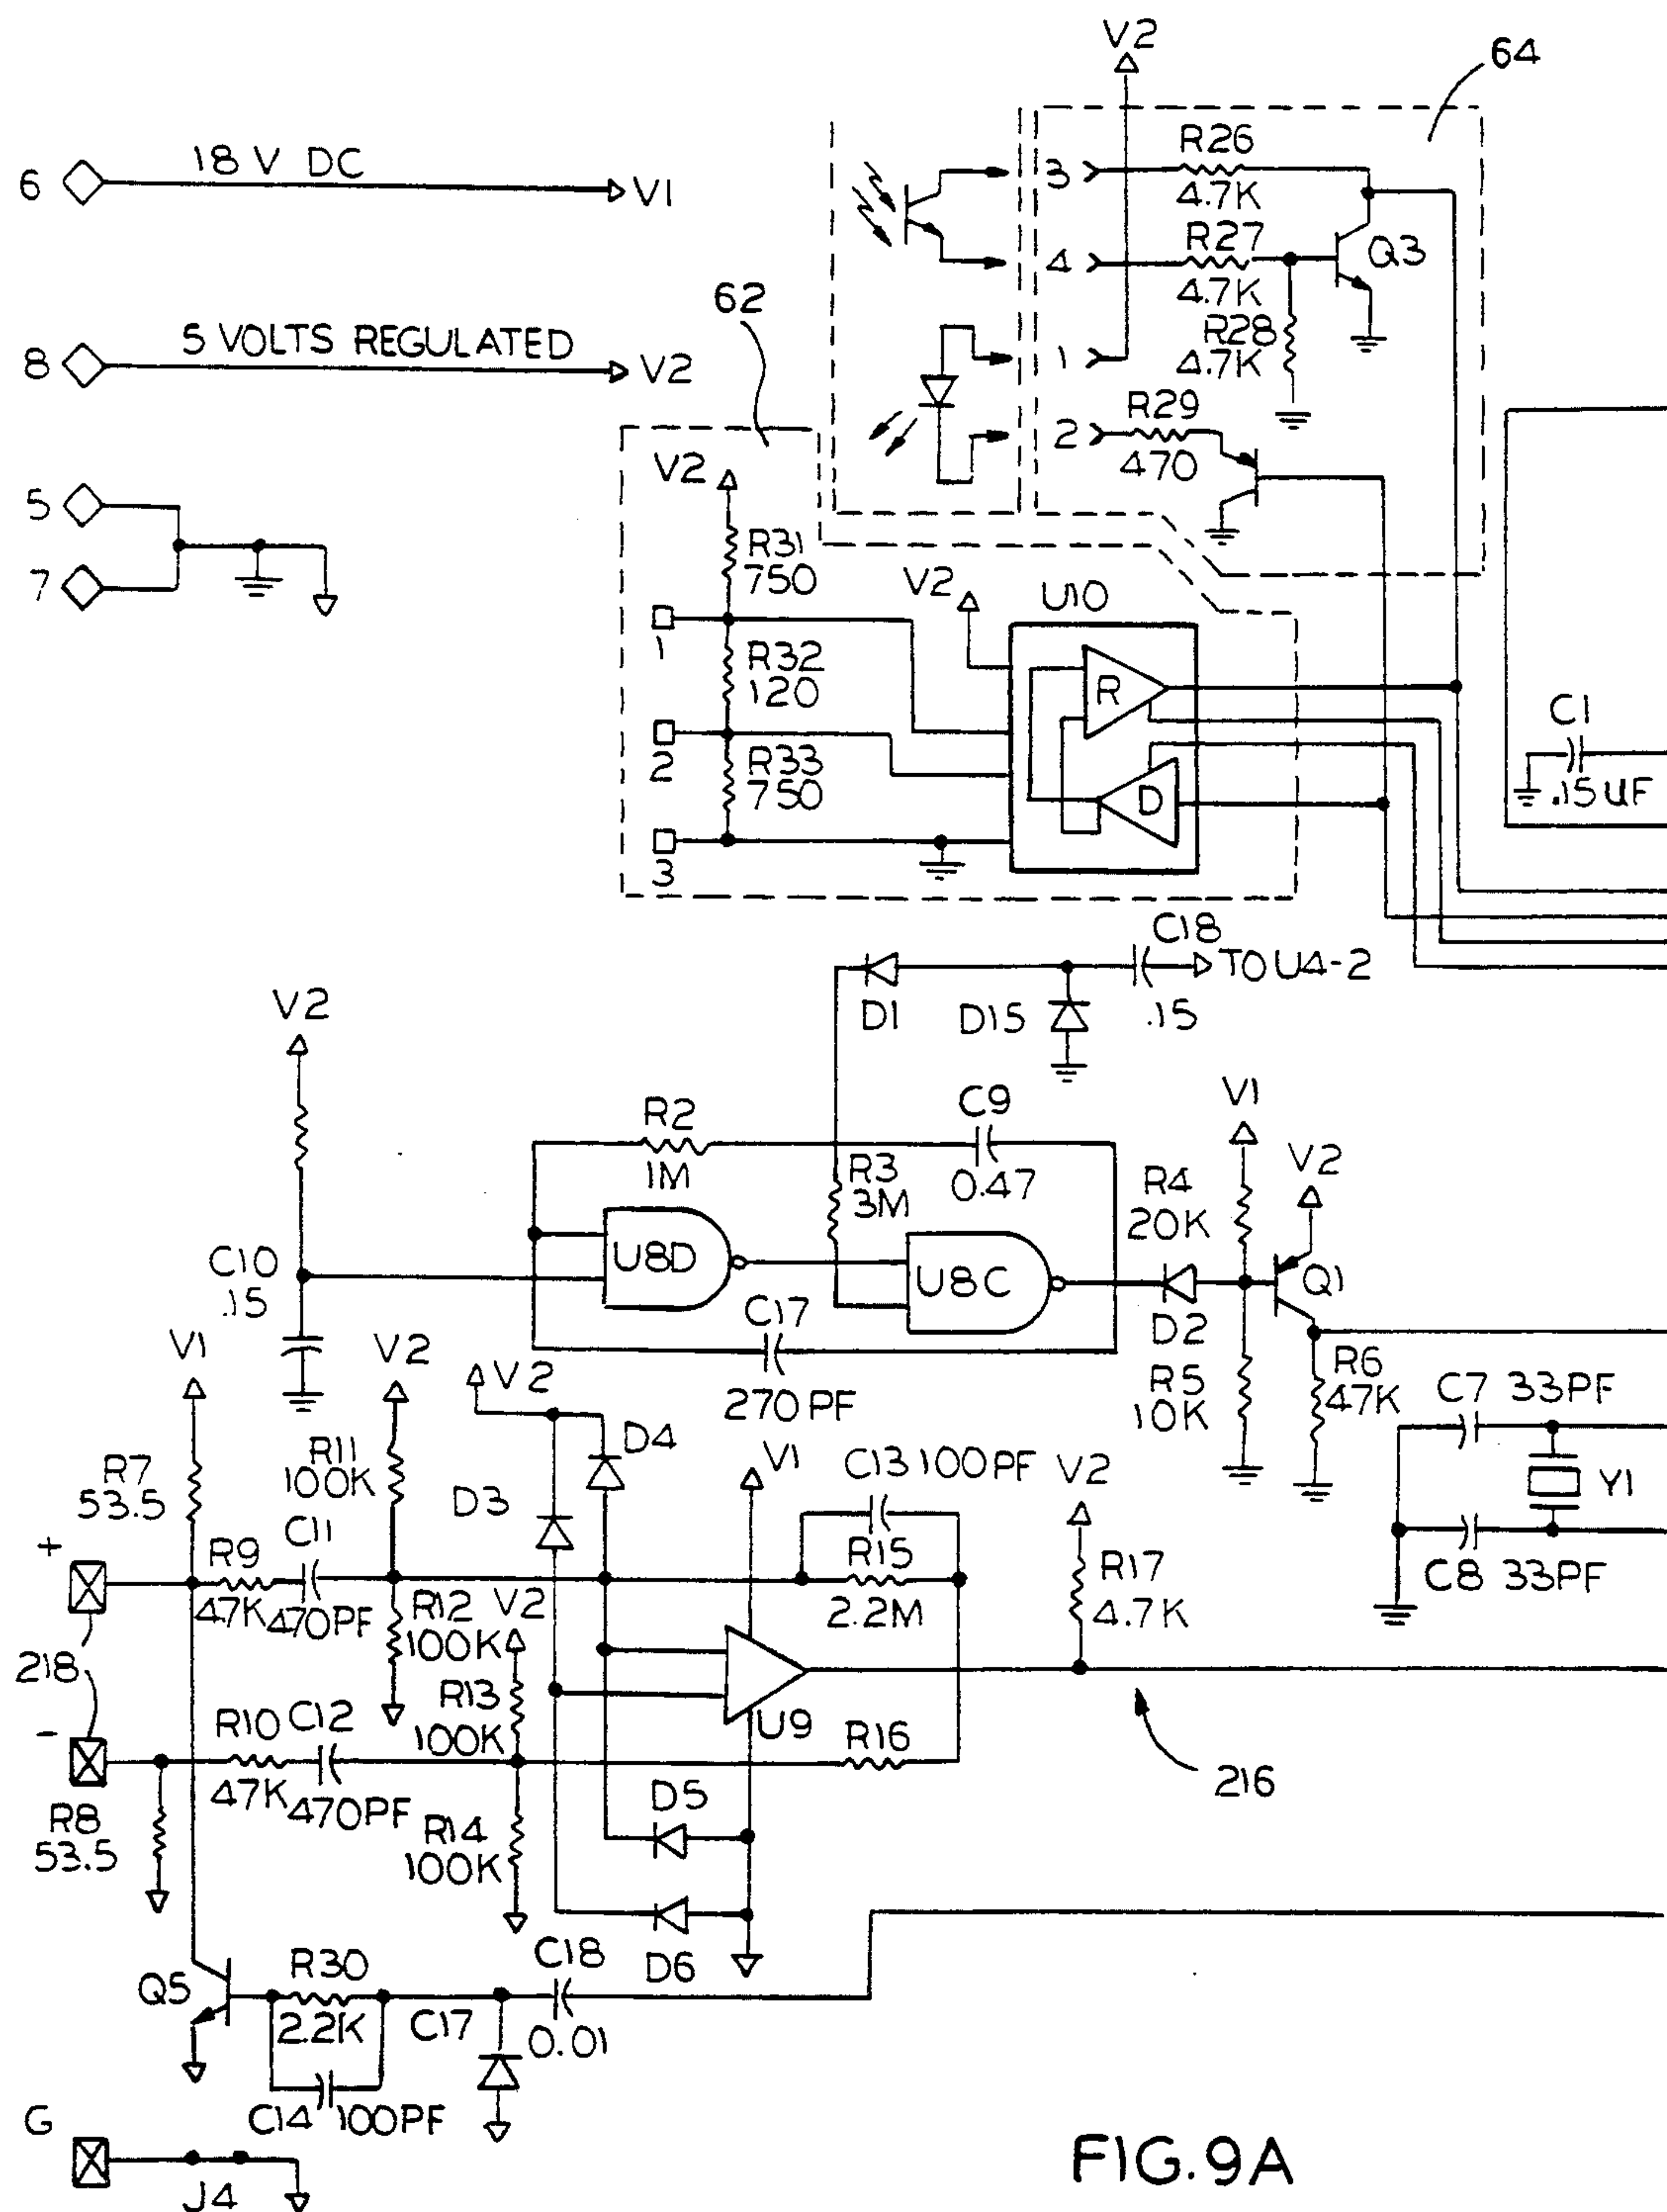 V2
64
6
18 V DC
V1
3
R26
4.7K
4
R27
4.7K
Q3
R28
4.7K
1
62
8
5 VOLTS REGULATED
V2
2
R29
470
V2
5
7
R31
750
V2
U10
1
R32
120
R
2
R33
750
D
C1
.15UF
3
C18
TO U4-2
D1
D15
.15
V2
R2
1M
C9
0.47
R3
3M
V1
V2
R4
20K
U8D
U8C
Q1
C10
.15
C17
270PF
D2
R5
10K
R6
47K
V1
V2
V2
C7 33PF
R7
53.5
R11
100K
D4
D3
V1
C13 100PF
V2
Y1
+
R9
47K
C11
470PF
R12
100K
V2
R15
2.2M
R17
4.7K
C8 33PF
218
-
R10
47K
C12
470PF
R13
100K
U9
R16
216
R8
53.5
R14
100K
D5
D6
Q5
R30
2.2K
C17
C18
0.01
C14
100PF
G
J4
FIG.9A